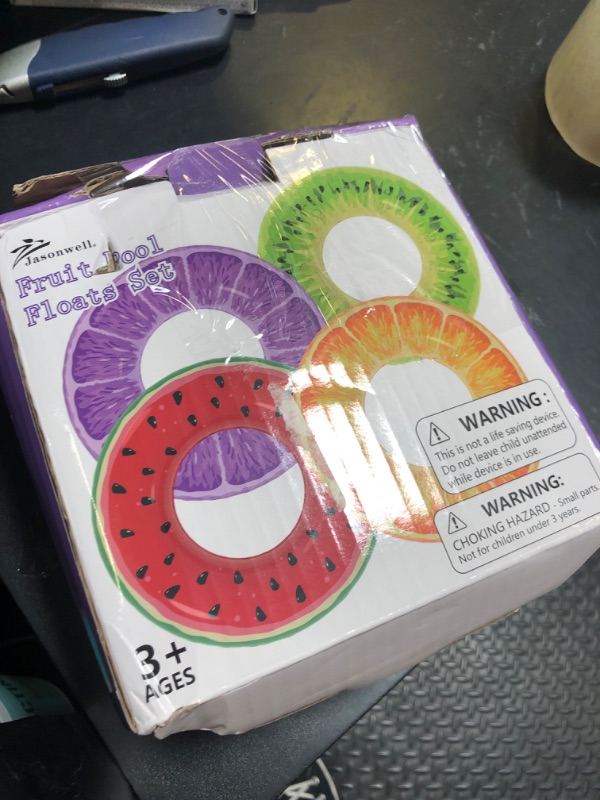 Jasonwell®
Fruit Pool
Floats Set
WARNING:
This is not a life saving device.
Do not leave child unattended
while device is in use.
WARNING:
CHOKING HAZARD - Small parts.
Not for children under 3 years.
3+
AGES